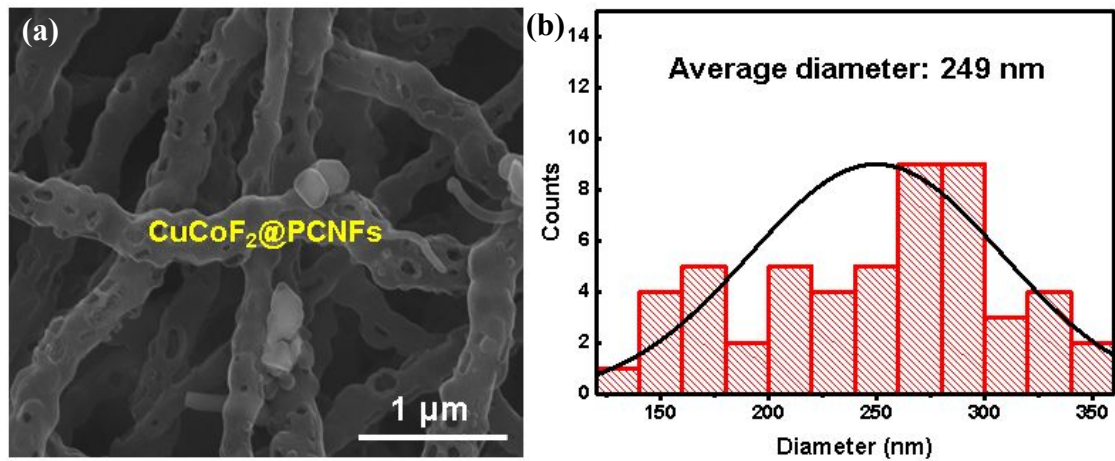 (a)
CuCoF₂@PCNFs
1 μm
(b)
Average diameter: 249 nm
Counts
14
12
10
8
6
4
2
0
150 200 250 300 350
Diameter (nm)